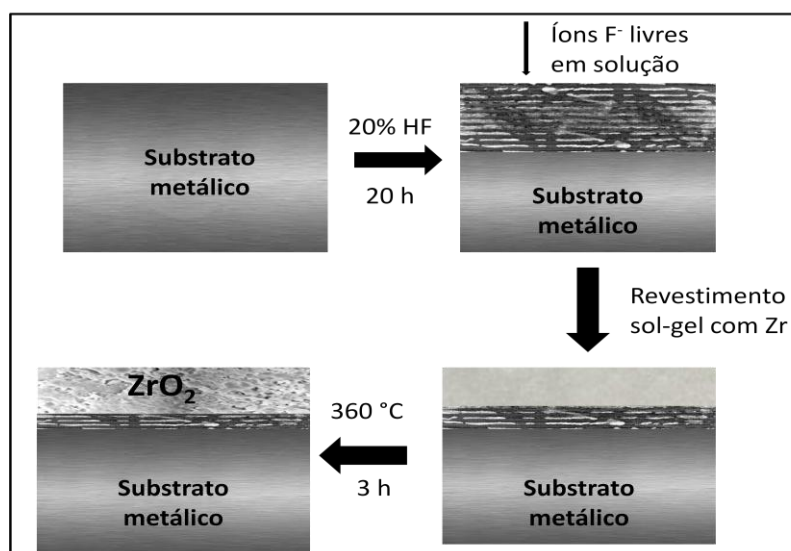 Íons F⁻ livres
em solução
Substrato
metálico
20% HF
20 h
Substrato
metálico
Revestimento
sol-gel com Zr
ZrO₂
Substrato
metálico
360 °C
3 h
Substrato
metálico